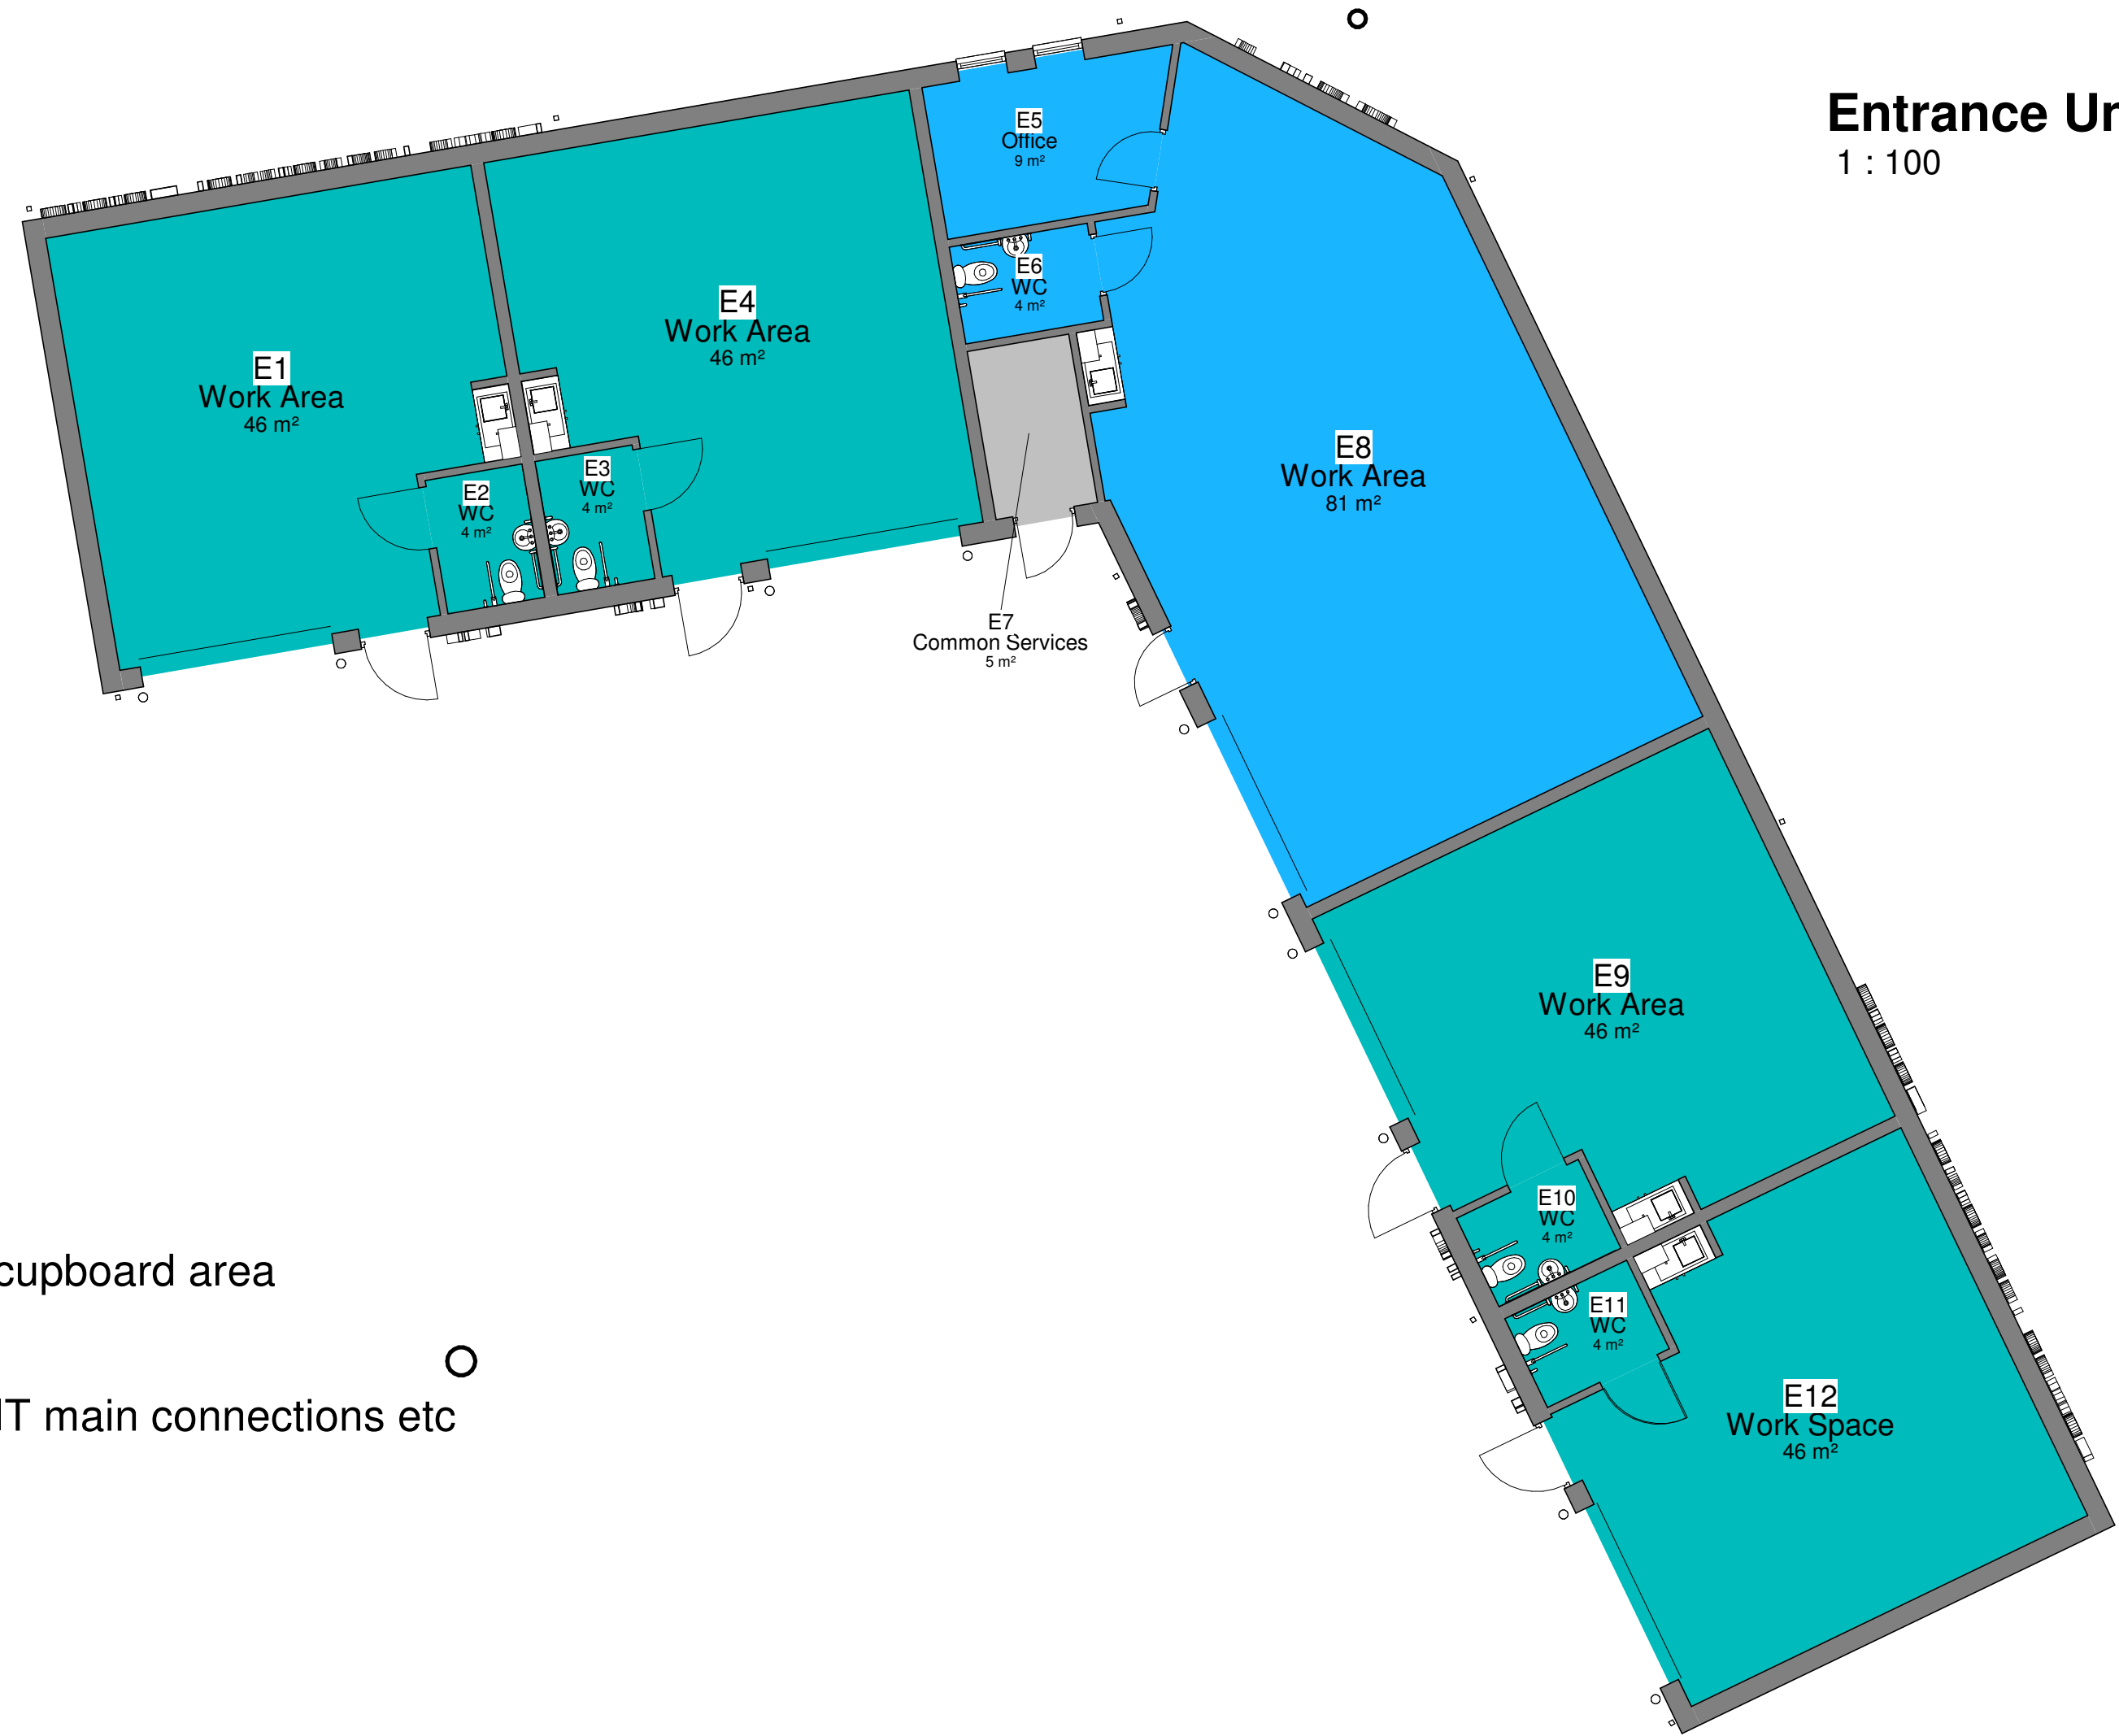 Entrance Ur
1 : 100
E5
Office
9 m²
E6
WC
4 m²
E4
Work Area
46 m²
E1
Work Area
46 m²
E8
Work Area
81 m²
E3
WC
4 m²
E2
WC
4 m²
E7
Common Services
5 m²
E9
Work Area
46 m²
E10
WC
4 m²
E11
WC
4 m²
E12
Work Space
46 m²
cupboard area
IT main connections etc